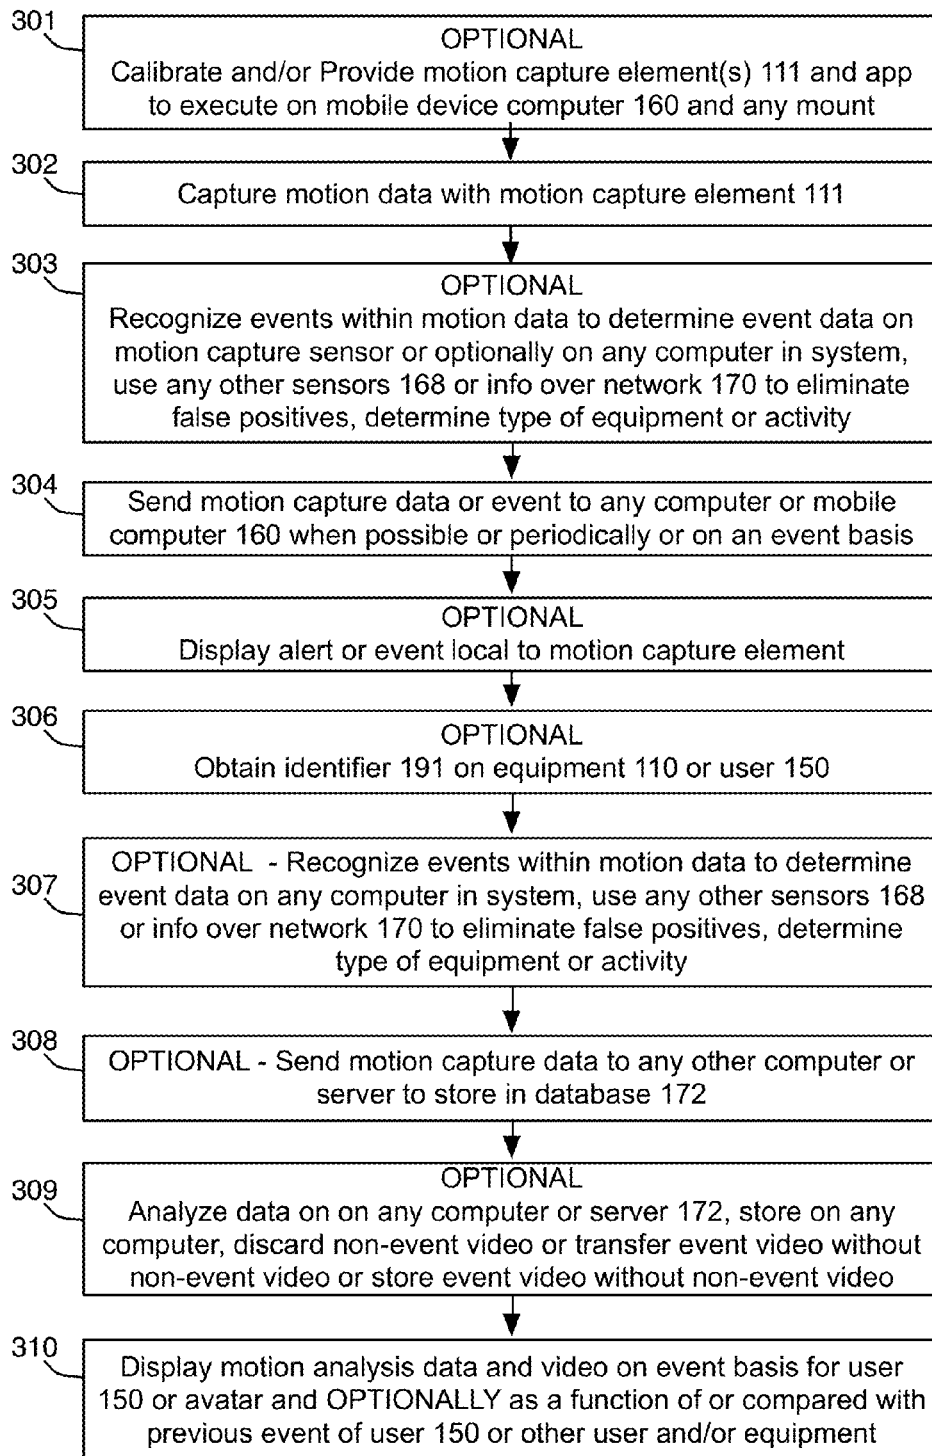 301
OPTIONAL
Calibrate and/or Provide motion capture element(s) 111 and app
to execute on mobile device computer 160 and any mount
302
Capture motion data with motion capture element 111
303
OPTIONAL
Recognize events within motion data to determine event data on
motion capture sensor or optionally on any computer in system,
use any other sensors 168 or info over network 170 to eliminate
false positives, determine type of equipment or activity
304
Send motion capture data or event to any computer or mobile
computer 160 when possible or periodically or on an event basis
305
OPTIONAL
Display alert or event local to motion capture element
306
OPTIONAL
Obtain identifier 191 on equipment 110 or user 150
307
OPTIONAL - Recognize events within motion data to determine
event data on any computer in system, use any other sensors 168
or info over network 170 to eliminate false positives, determine
type of equipment or activity
308
OPTIONAL - Send motion capture data to any other computer or
server to store in database 172
309
OPTIONAL
Analyze data on on any computer or server 172, store on any
computer, discard non-event video or transfer event video without
non-event video or store event video without non-event video
310
Display motion analysis data and video on event basis for user
150 or avatar and OPTIONALLY as a function of or compared with
previous event of user 150 or other user and/or equipment